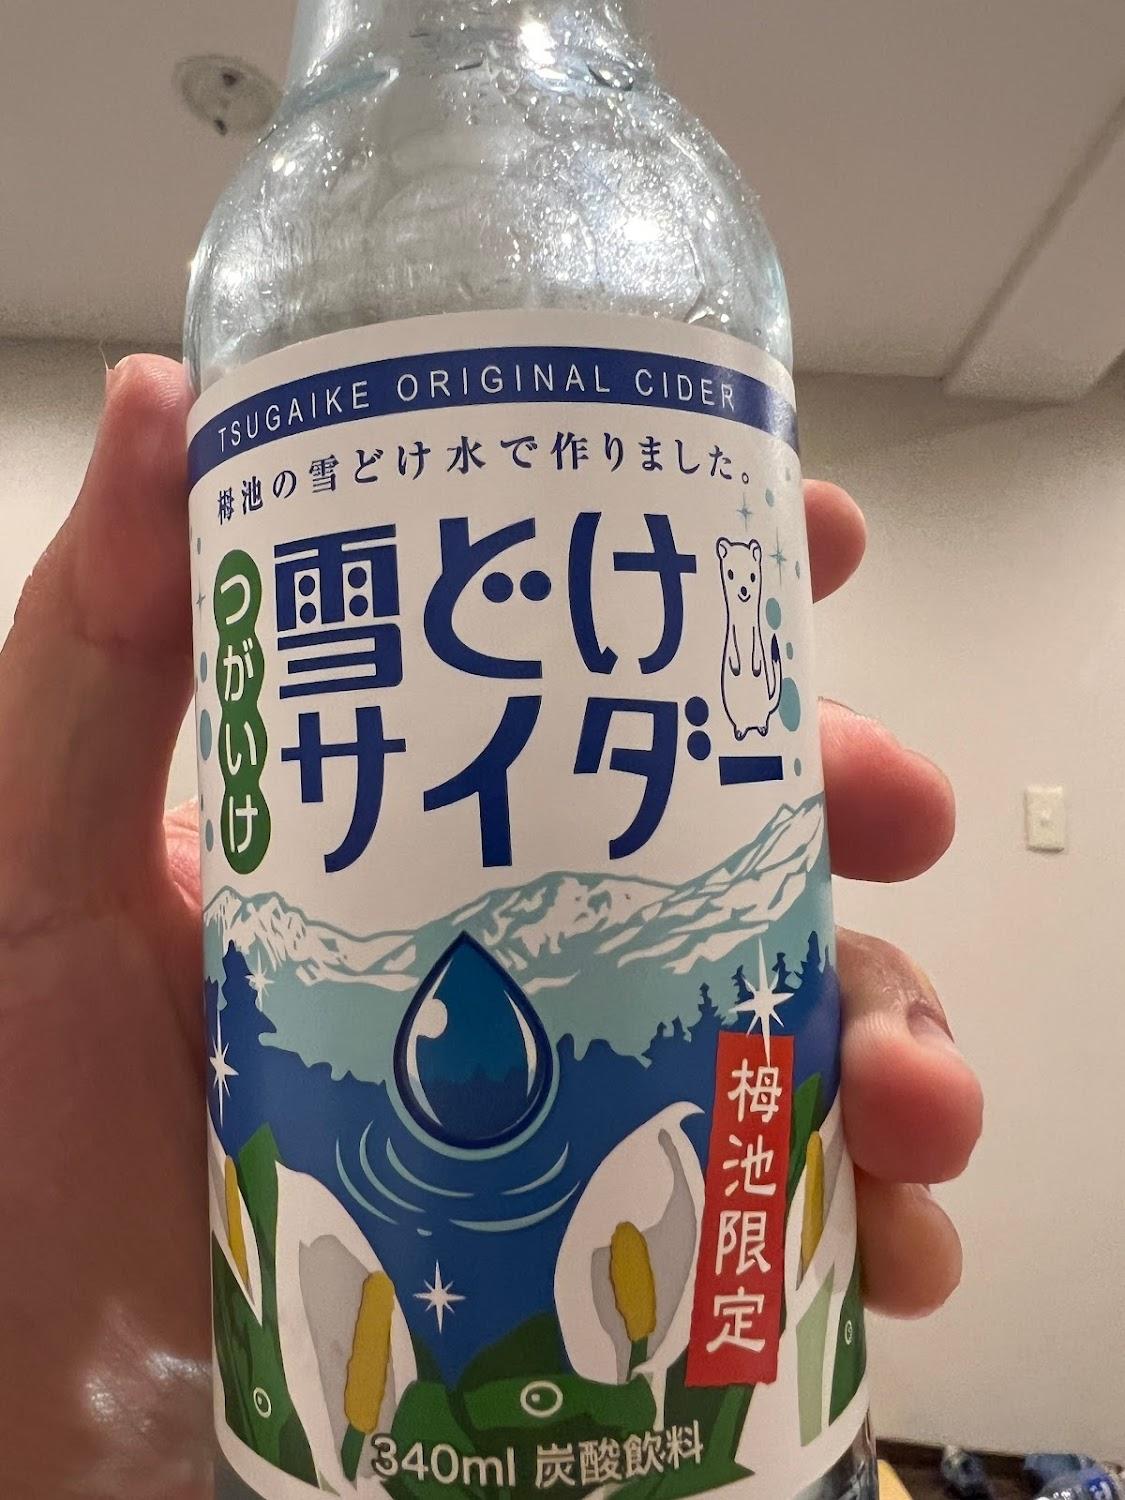 TSUGAIKE ORIGINAL CIDER
栂池の雪どけ水で作りました。
つがいけ
雪どけ
サイダー
栂池限定
340ml 炭酸飲料